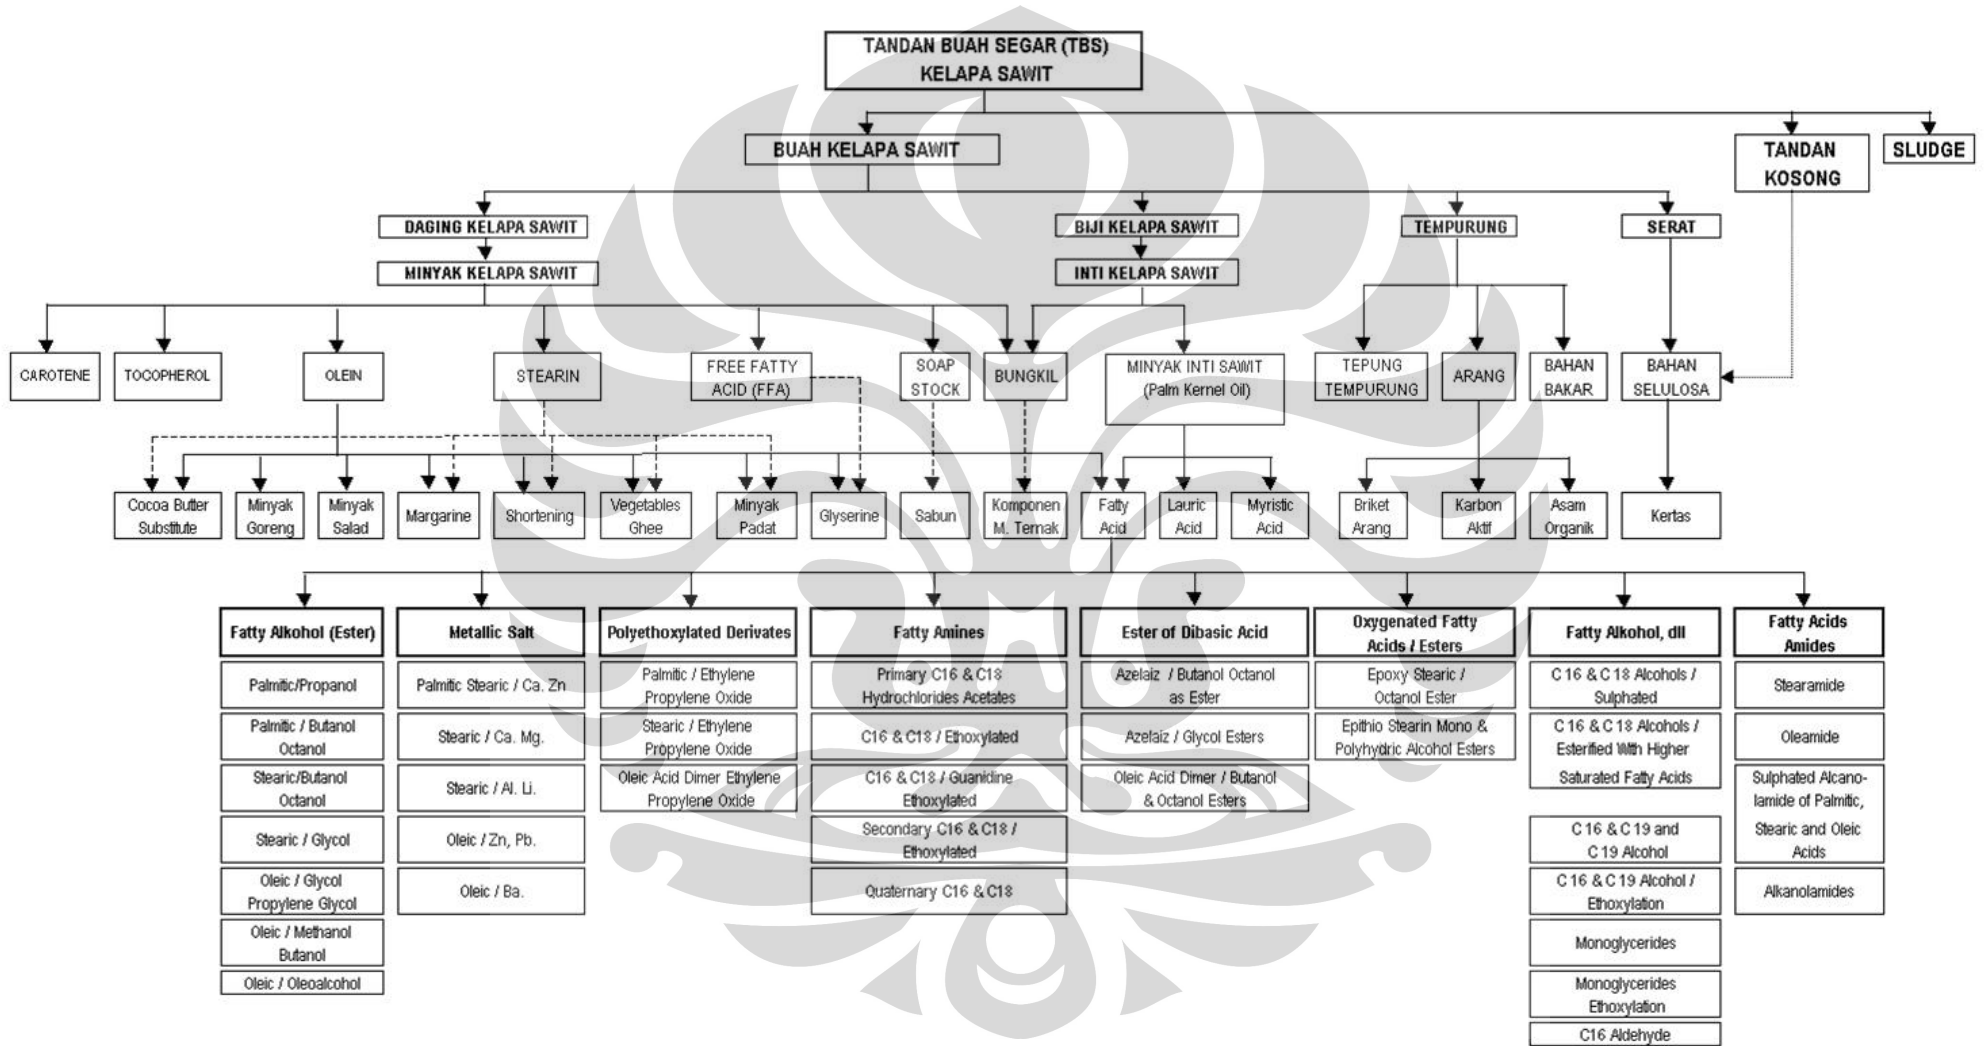 TANDAN BUAH SEGAR (TBS)
KELAPA SAWIT
BUAH KELAPA SAWIT
TANDAN
KOSONG
SLUDGE
DAGING KELAPA SAWIT
BIJI KELAPA SAWIT
TEMPURUNG
SERAT
MINYAK KELAPA SAWIT
INTI KELAPA SAWIT
CAROTENE
TOCOPHEROL
OLEIN
STEARIN
FREE FATTY
ACID (FFA)
SOAP
STOCK
BUNGKIL
MINYAK INTI SAWIT
(Palm Kernel Oil)
TEPUNG
TEMPURUNG
ARANG
BAHAN
BAKAR
BAHAN
SELULOSA
Cocoa Butter
Substitute
Minyak
Goreng
Minyak
Salad
Margarine
Shortening
Vegetables
Ghee
Minyak
Padat
Glyserine
Sabun
Komponen
M. Ternak
Fatty
Acid
Lauric
Acid
Myristic
Acid
Briket
Arang
Karbon
Aktif
Asam
Organik
Kertas
Fatty Alkohol (Ester)
Palmitic/Propanol
Palmitic / Butanol
Octanol
Stearic/Butanol
Octanol
Stearic / Glycol
Oleic / Glycol
Propylene Glycol
Oleic / Methanol
Butanol
Oleic / Oleoalcohol
Metallic Salt
Palmitic Stearic / Ca. Zn
Stearic / Ca. Mg.
Stearic / Al. Li.
Oleic / Zn, Pb.
Oleic / Ba.
Polyethoxylated Derivates
Palmitic / Ethylene
Propylene Oxide
Stearic / Ethylene
Propylene Oxide
Oleic Acid Dimer Ethylene
Propylene Oxide
Fatty Amines
Primary C16 & C18
Hydrochlorides Acetates
C16 & C18 / Ethoxylated
C16 & C18 / Guanidine
Ethoxylated
Secondary C16 & C18 /
Ethoxylated
Quaternary C16 & C18
Ester of Dibasic Acid
Azelaiz / Butanol Octanol
as Ester
Azelaiz / Glycol Esters
Oleic Acid Dimer / Butanol
& Octanol Esters
Oxygenated Fatty
Acids / Esters
Epoxy Stearic /
Octanol Ester
Epithio Stearin Mono &
Polyhydric Alcohol Esters
Fatty Alkohol, dll
C 16 & C 18 Alcohols /
Sulphated
C 16 & C 18 Alcohols /
Esterified With Higher
Saturated Fatty Acids
C 16 & C 19 and
C 19 Alcohol
C 16 & C 19 Alcohol /
Ethoxylation
Monoglycerides
Monoglycerides
Ethoxylation
C16 Aldehyde
Fatty Acids
Amides
Stearamide
Oleamide
Sulphated Alcano-
lamide of Palmitic,
Stearic and Oleic
Acids
Alkanolamides